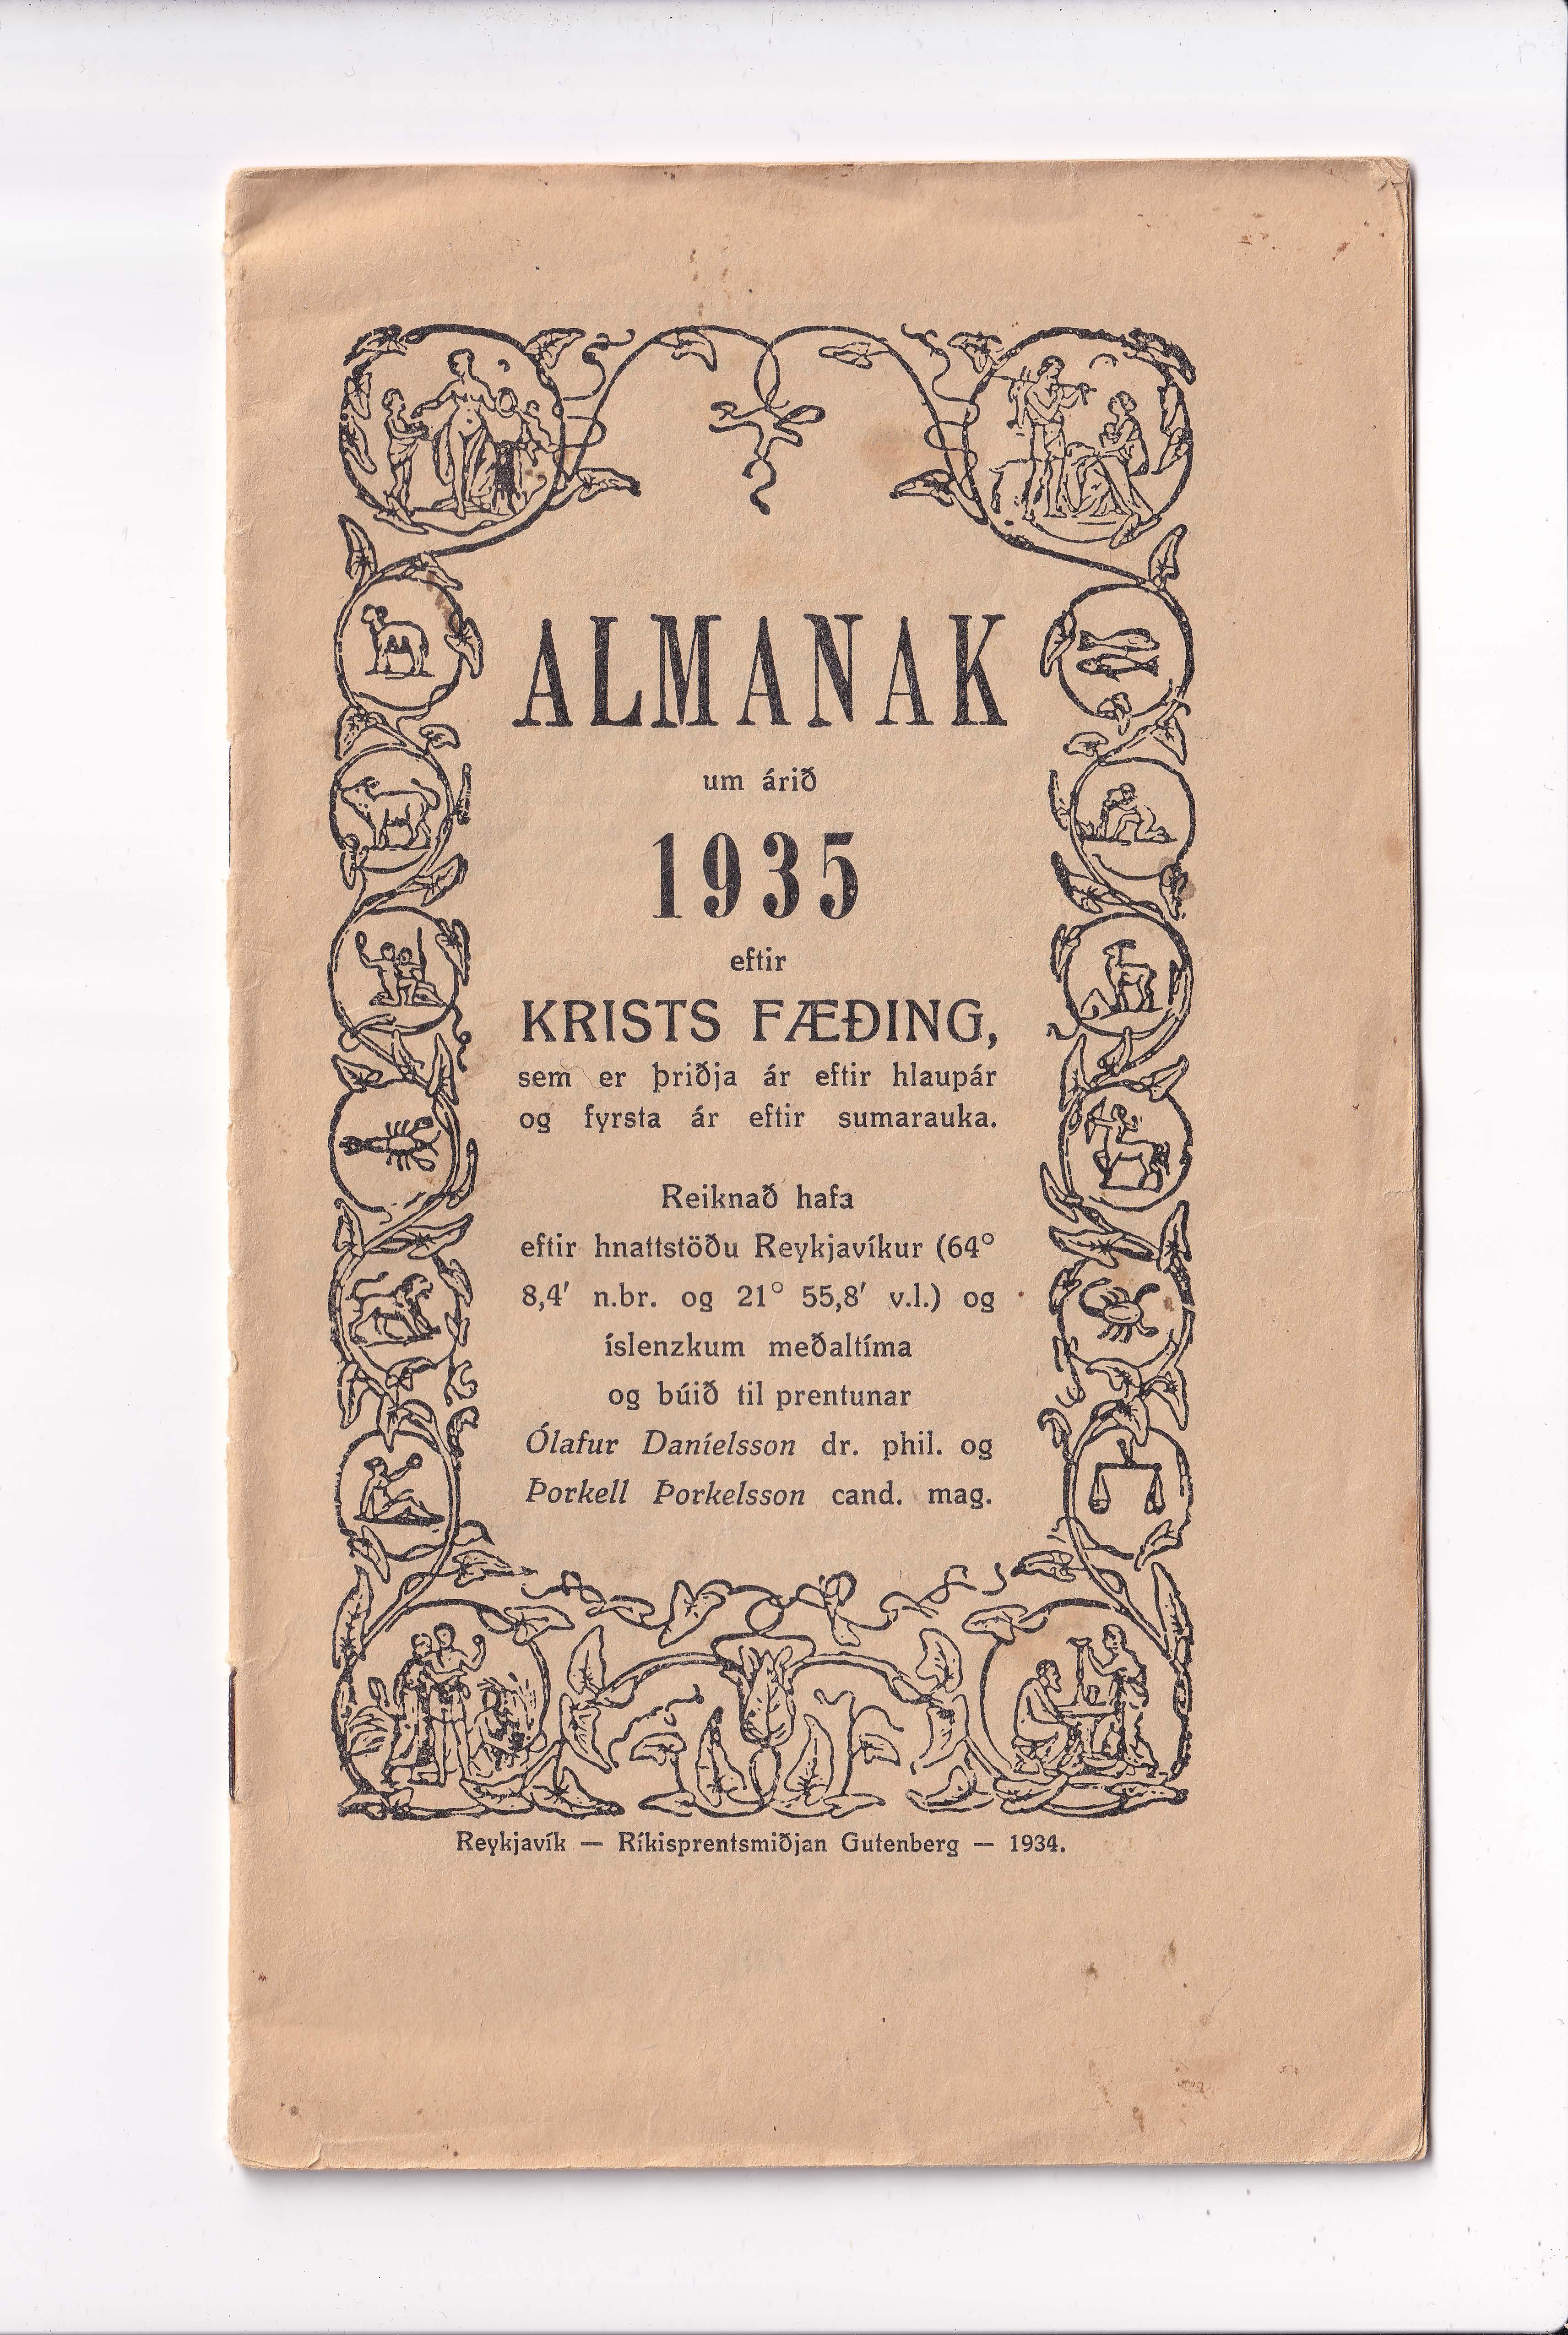 ALMANAK
um árið
1935
eftir
KRISTS FÆÐING,
sem er þriðja ár eftir hlaupár
og fyrsta ár eftir sumarauka.
Reiknað hafa
eftir hnattstöðu Reykjavíkur (64°
8,4′ n.br. og 21° 55,8′ v.l.) og
íslenzkum meðaltíma
og búið til prentunar
Ólafur Daníelsson dr. phil. og
Þorkell Þorkelsson cand. mag.
Reykjavík — Ríkisprentsmiðjan Gutenberg — 1934.